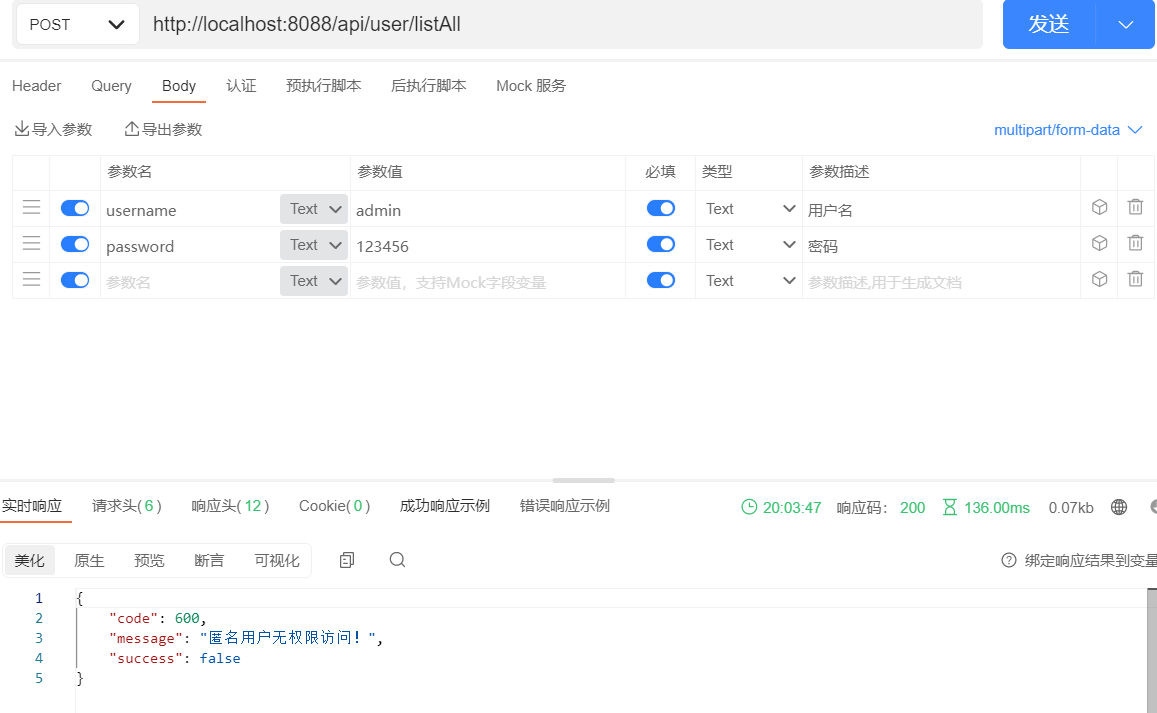 POST http://localhost:8088/api/user/listAll 发送
Header Query Body 认证 预执行脚本 后执行脚本 Mock 服务
导入参数 导出参数 multipart/form-data
参数名 参数值 必填 类型 参数描述
username Text admin Text 用户名
password Text 123456 Text 密码
参数名 Text 参数值，支持Mock字段变量 Text 参数描述,用于生成文档
实时响应 请求头(6) 响应头(12) Cookie(0) 成功响应示例 错误响应示例 20:03:47 响应码: 200 136.00ms 0.07kb
美化 原生 预览 断言 可视化 绑定响应结果到变量
1 {
2 "code": 600,
3 "message": "匿名用户无权限访问！",
4 "success": false
5 }